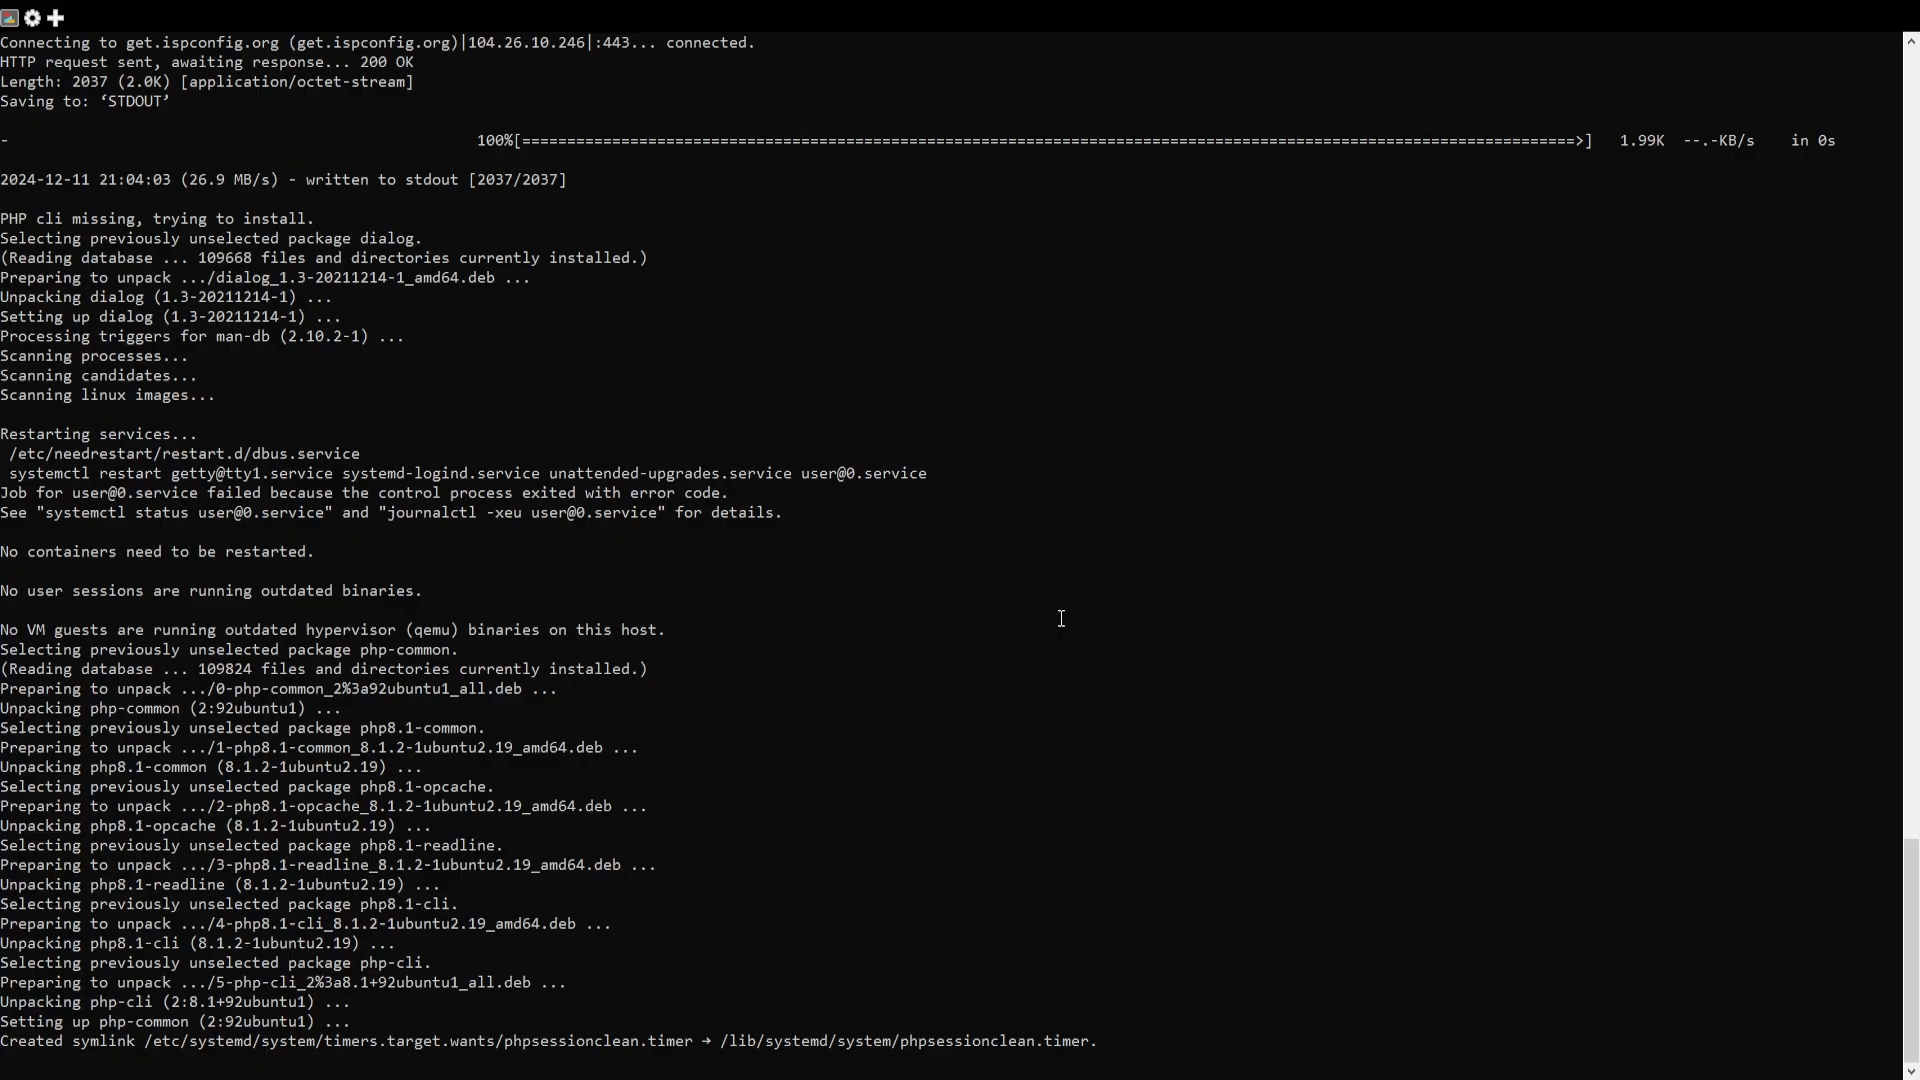 Connecting to get.ispconfig.org (get.ispconfig.org)|104.26.10.246|:443... connected.
HTTP request sent, awaiting response... 200 OK
Length: 2037 (2.0K) [application/octet-stream]
Saving to: ‘STDOUT’
- 100%[=====================================================================================================================>] 1.99K --.-KB/s in 0s
2024-12-11 21:04:03 (26.9 MB/s) - written to stdout [2037/2037]
PHP cli missing, trying to install.
Selecting previously unselected package dialog.
(Reading database ... 109668 files and directories currently installed.)
Preparing to unpack .../dialog_1.3-20211214-1_amd64.deb ...
Unpacking dialog (1.3-20211214-1) ...
Setting up dialog (1.3-20211214-1) ...
Processing triggers for man-db (2.10.2-1) ...
Scanning processes...
Scanning candidates...
Scanning linux images...
Restarting services...
/etc/needrestart/restart.d/dbus.service
systemctl restart getty@tty1.service systemd-logind.service unattended-upgrades.service user@0.service
Job for user@0.service failed because the control process exited with error code.
See "systemctl status user@0.service" and "journalctl -xeu user@0.service" for details.
No containers need to be restarted.
No user sessions are running outdated binaries.
No VM guests are running outdated hypervisor (qemu) binaries on this host.
Selecting previously unselected package php-common.
(Reading database ... 109824 files and directories currently installed.)
Preparing to unpack .../0-php-common_2%3a92ubuntu1_all.deb ...
Unpacking php-common (2:92ubuntu1) ...
Selecting previously unselected package php8.1-common.
Preparing to unpack .../1-php8.1-common_8.1.2-1ubuntu2.19_amd64.deb ...
Unpacking php8.1-common (8.1.2-1ubuntu2.19) ...
Selecting previously unselected package php8.1-opcache.
Preparing to unpack .../2-php8.1-opcache_8.1.2-1ubuntu2.19_amd64.deb ...
Unpacking php8.1-opcache (8.1.2-1ubuntu2.19) ...
Selecting previously unselected package php8.1-readline.
Preparing to unpack .../3-php8.1-readline_8.1.2-1ubuntu2.19_amd64.deb ...
Unpacking php8.1-readline (8.1.2-1ubuntu2.19) ...
Selecting previously unselected package php8.1-cli.
Preparing to unpack .../4-php8.1-cli_8.1.2-1ubuntu2.19_amd64.deb ...
Unpacking php8.1-cli (8.1.2-1ubuntu2.19) ...
Selecting previously unselected package php-cli.
Preparing to unpack .../5-php-cli_2%3a8.1+92ubuntu1_all.deb ...
Unpacking php-cli (2:8.1+92ubuntu1) ...
Setting up php-common (2:92ubuntu1) ...
Created symlink /etc/systemd/system/timers.target.wants/phpsessionclean.timer → /lib/systemd/system/phpsessionclean.timer.